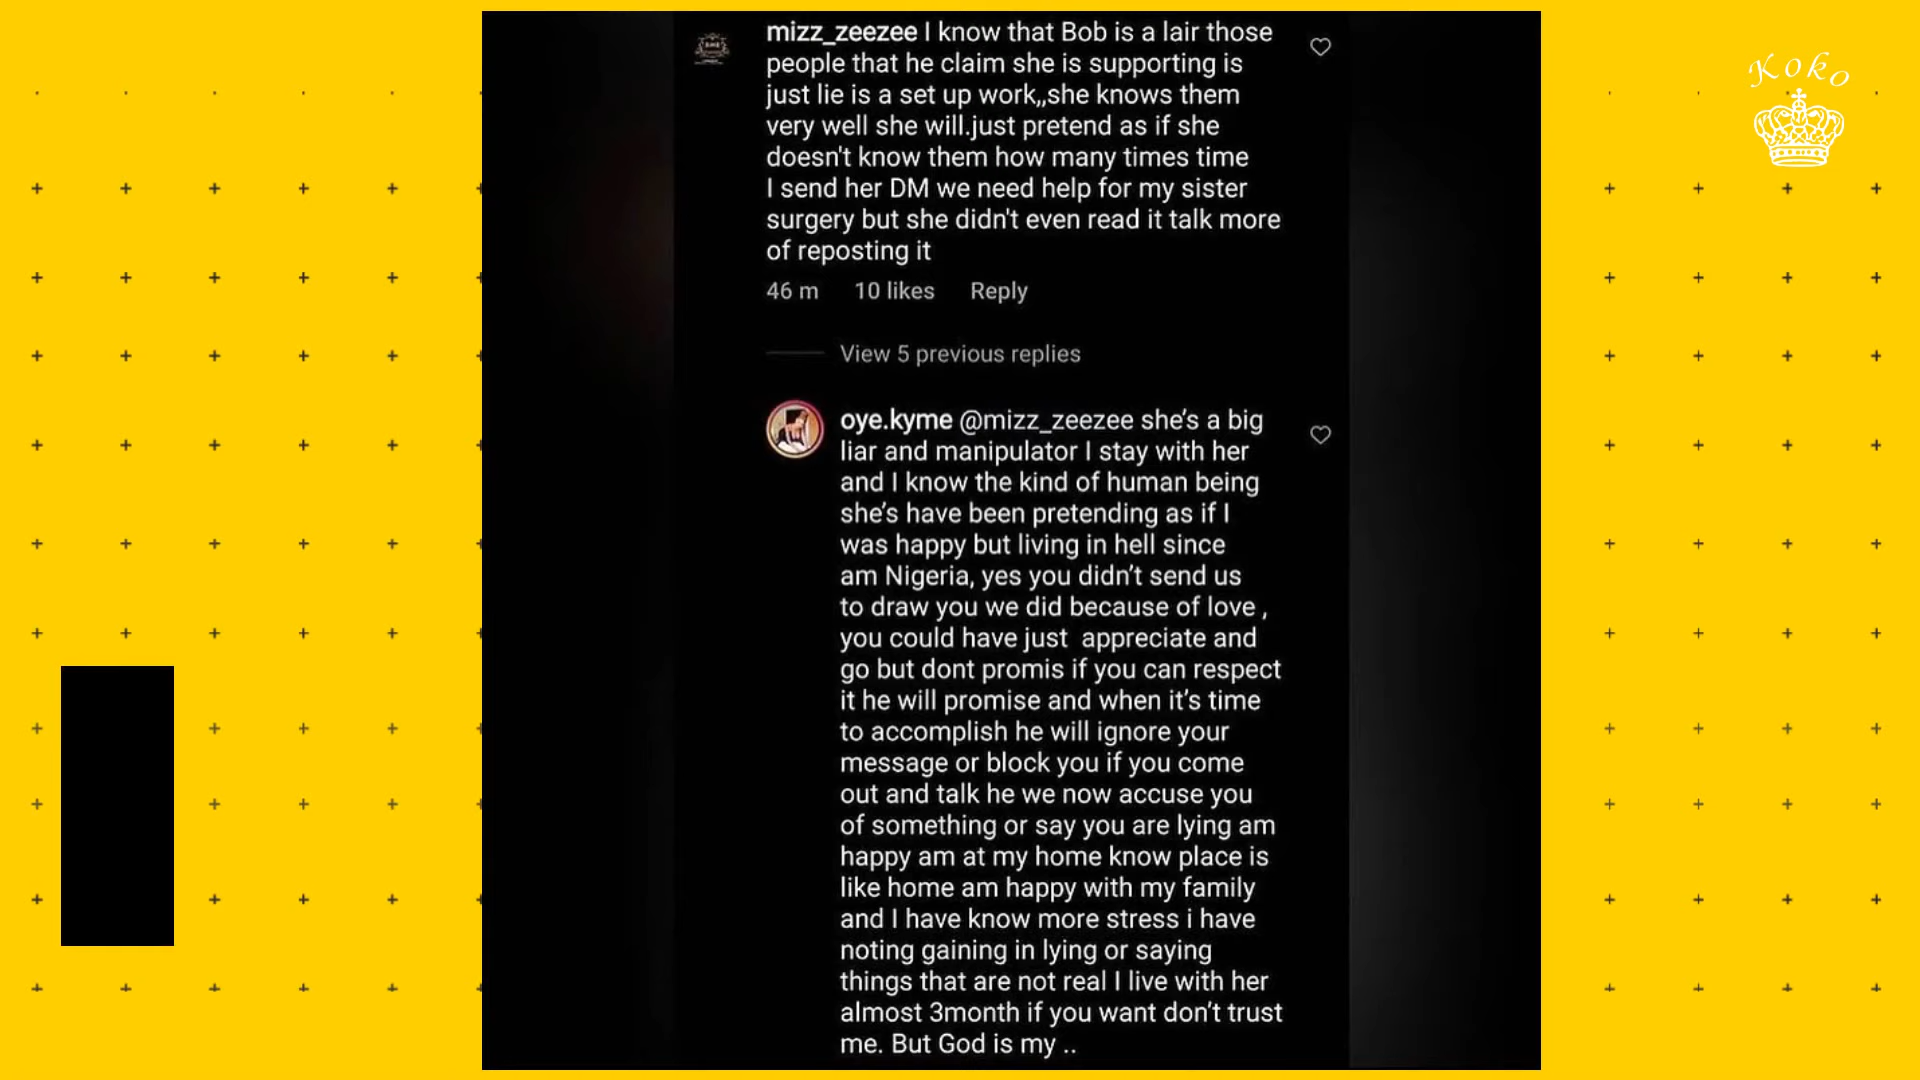 mizz_zeezee I know that Bob is a lair those
people that he claim she is supporting is
just lie is a set up work,,she knows them
very well she will.just pretend as if she
doesn't know them how many times time
I send her DM we need help for my sister
surgery but she didn't even read it talk more
of reposting it
46 m 10 likes Reply
View 5 previous replies
oye.kyme @mizz_zeezee she’s a big
liar and manipulator I stay with her
and I know the kind of human being
she’s have been pretending as if I
was happy but living in hell since
am Nigeria, yes you didn’t send us
to draw you we did because of love ,
you could have just appreciate and
go but dont promis if you can respect
it he will promise and when it’s time
to accomplish he will ignore your
message or block you if you come
out and talk he we now accuse you
of something or say you are lying am
happy am at my home know place is
like home am happy with my family
and I have know more stress i have
noting gaining in lying or saying
things that are not real I live with her
almost 3month if you want don’t trust
me. But God is my ..
Koko